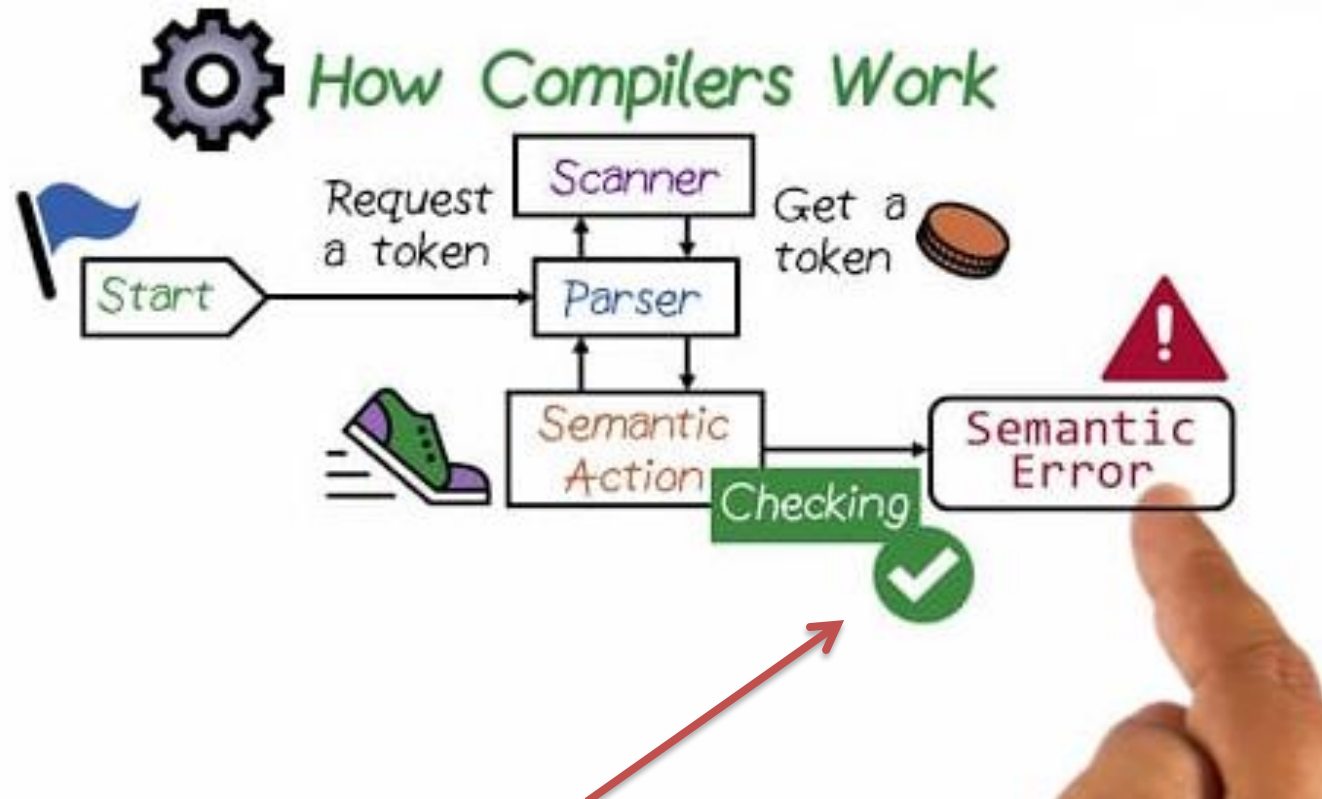 How Compilers Work
Scanner
Request
a token
Get a
token
Start
Parser
Semantic
Action
Checking
Semantic
Error